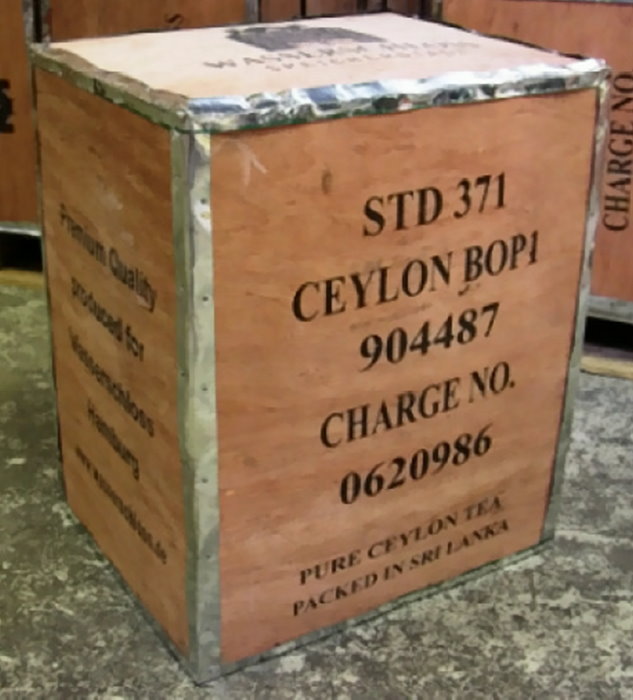 STD 371
CEYLON BOP1
904487
CHARGE NO.
0620986
PURE CEYLON TEA
PACKED IN SRI LANKA
Premium Quality
produced for
Wasserschloss
Hamburg
CHARGE NO